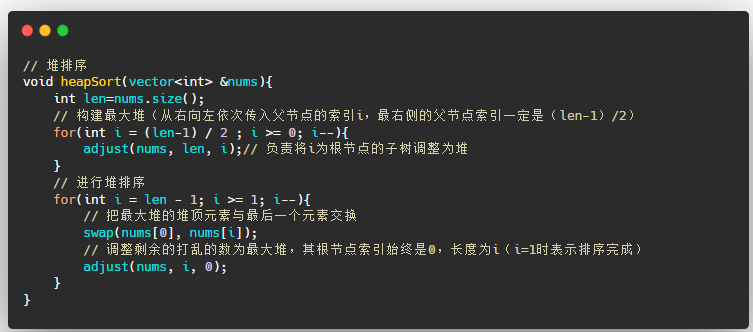 // 堆排序
void heapSort(vector<int> &nums){
    int len=nums.size();
    // 构建最大堆（从右向左依次传入父节点的索引i，最右侧的父节点索引一定是（len-1）/2）
    for(int i = (len-1) / 2 ; i >= 0; i--){
        adjust(nums, len, i);// 负责将i为根节点的子树调整为堆
    }
    // 进行堆排序
    for(int i = len - 1; i >= 1; i--){
        // 把最大堆的堆顶元素与最后一个元素交换
        swap(nums[0], nums[i]);
        // 调整剩余的打乱的数为最大堆，其根节点索引始终是0，长度为i（i=1时表示排序完成）
        adjust(nums, i, 0);
    }
}